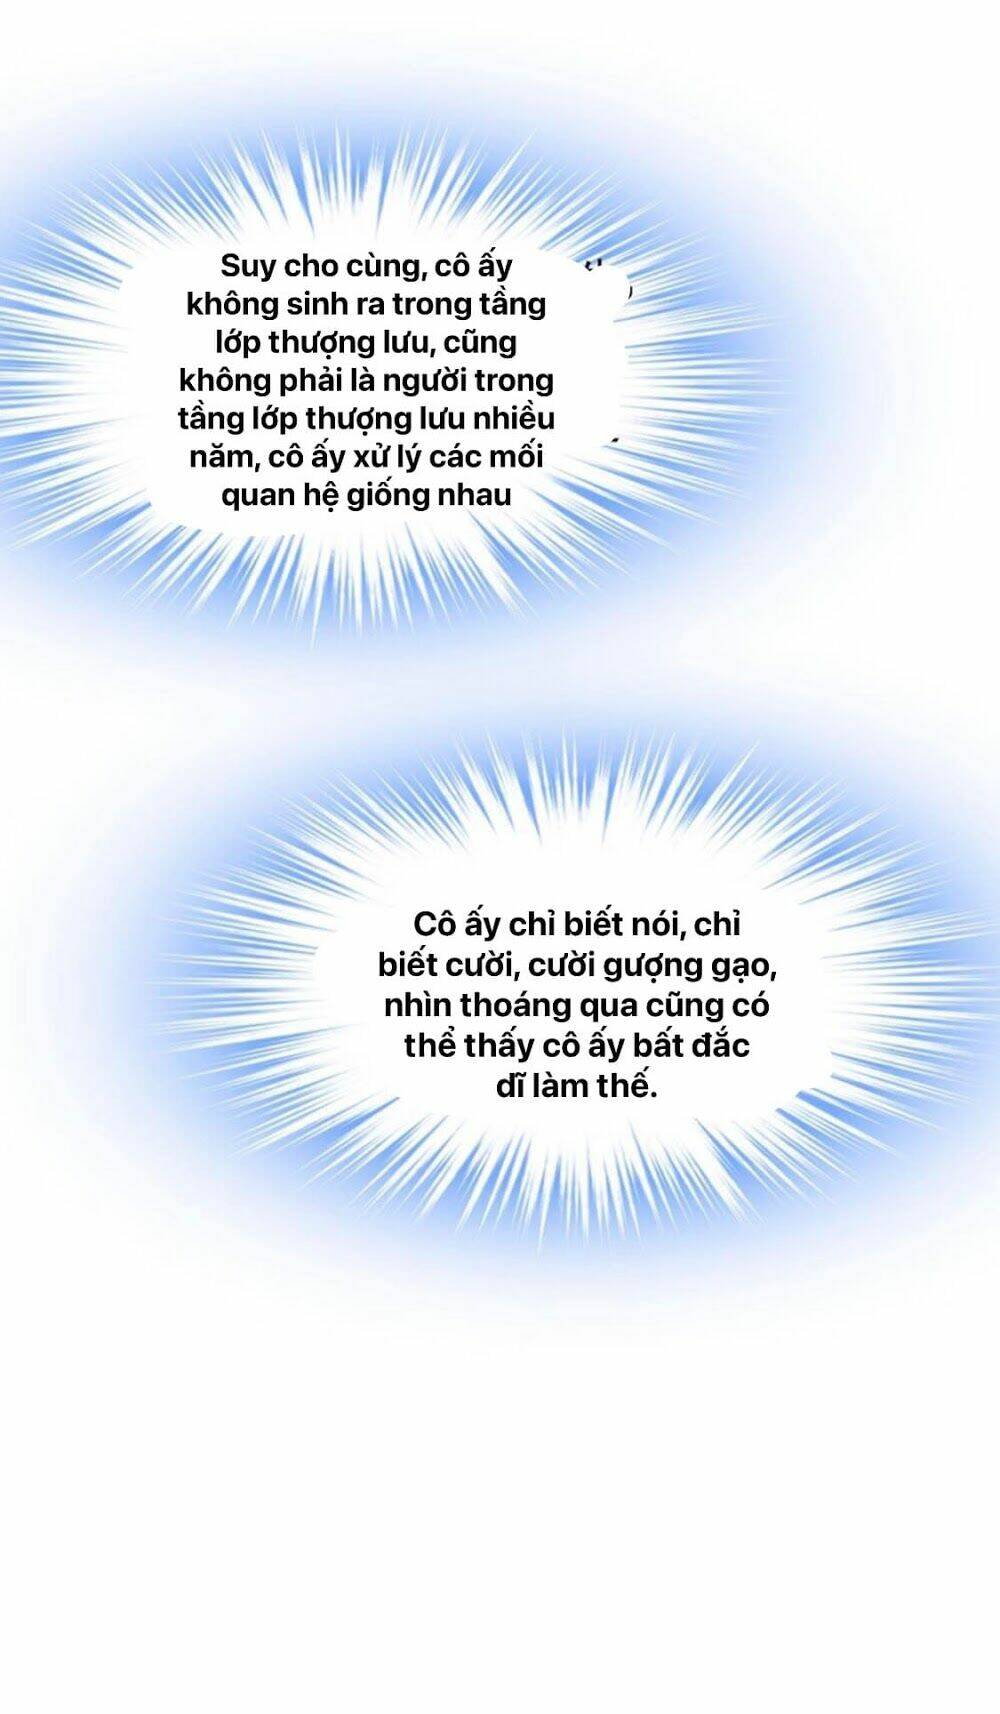 Suy cho cùng, cô ấy
không sinh ra trong tầng
lớp thượng lưu, cũng
không phải là người trong
tầng lớp thượng lưu nhiều
năm, cô ấy xử lý các mối
quan hệ giống nhau
Cô ấy chỉ biết nói, chỉ
biết cười, cười gượng gạo,
nhìn thoáng qua cũng có
thể thấy cô ấy bất đắc
dĩ làm thế.